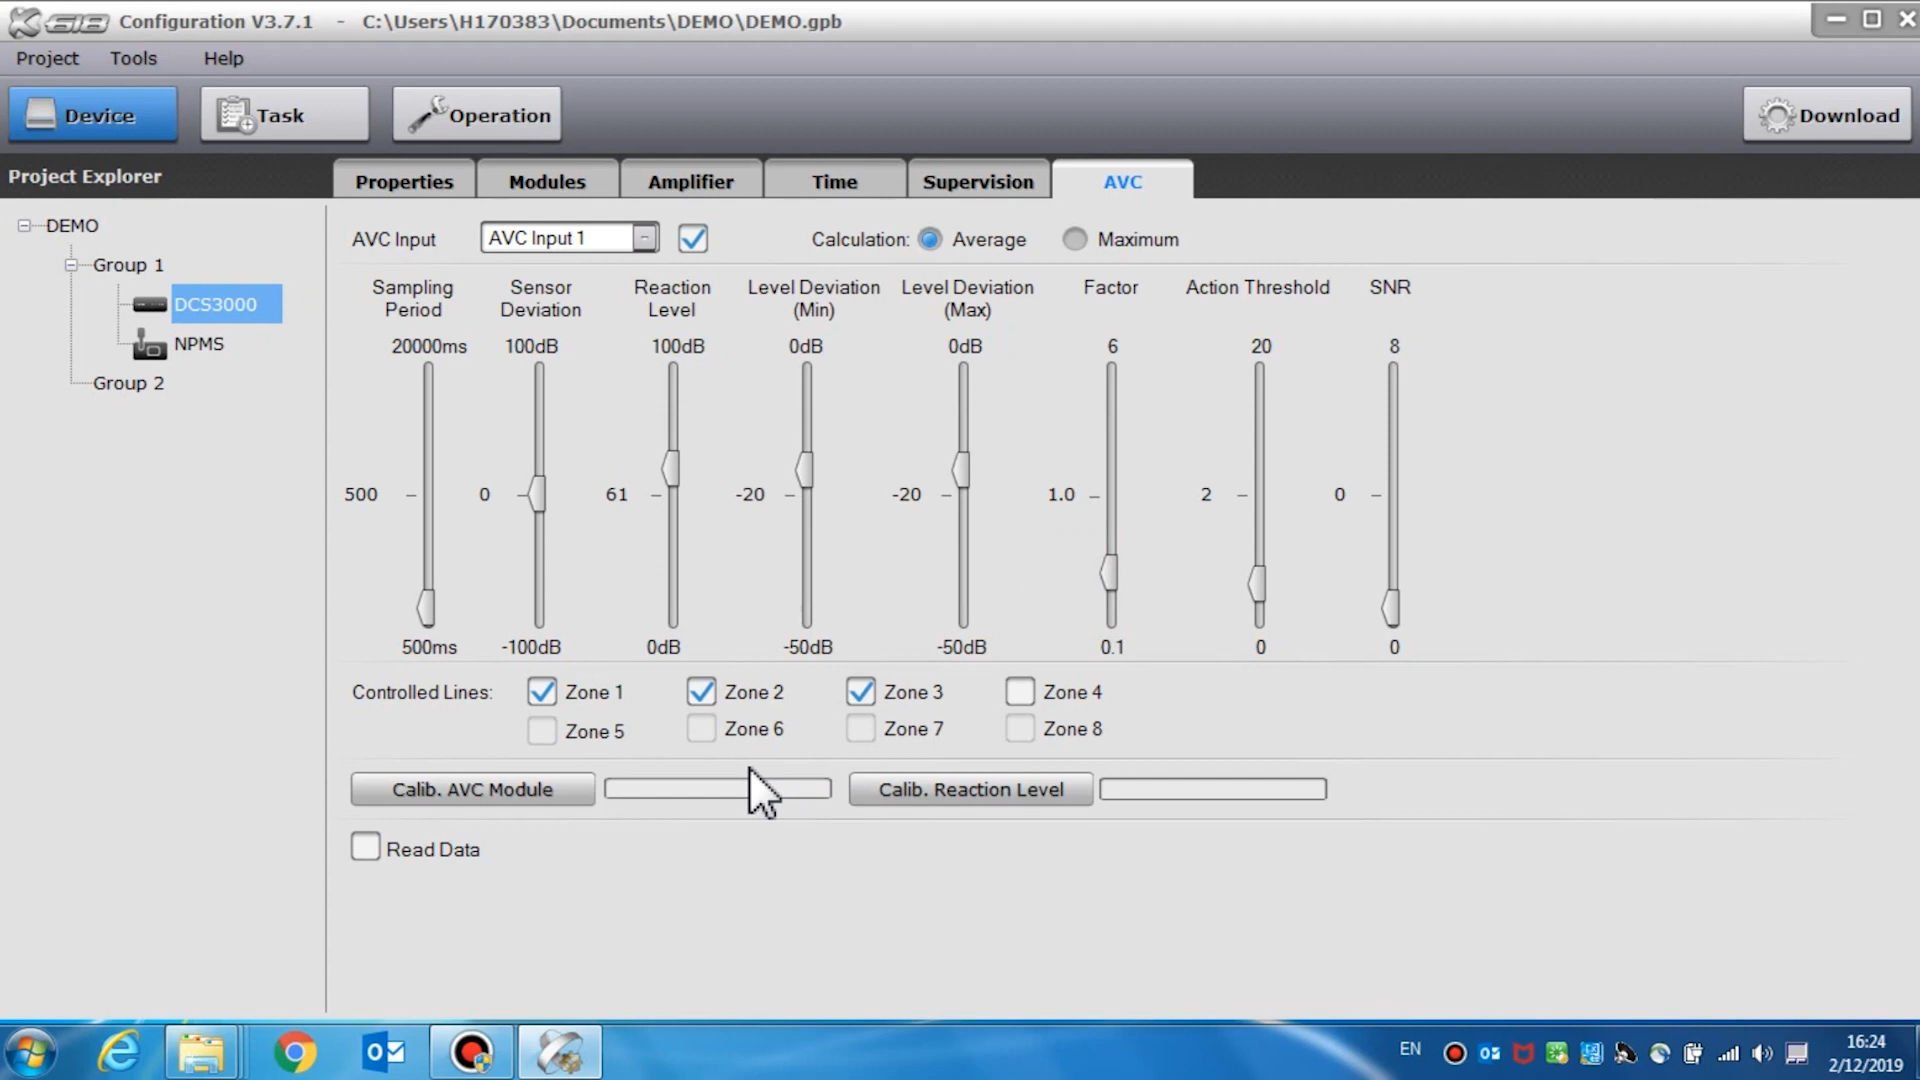 X-618 Configuration V3.7.1 - C:\Users\H170383\Documents\DEMO\DEMO.gpb
Project Tools Help
Device Task Operation Download
Project Explorer
Properties Modules Amplifier Time Supervision AVC
DEMO
Group 1
DCS3000
NPMS
Group 2
AVC Input AVC Input 1 Calculation: Average Maximum
Sampling Period Sensor Deviation Reaction Level Level Deviation (Min) Level Deviation (Max) Factor Action Threshold SNR
20000ms 100dB 100dB 0dB 0dB 6 20 8
500 0 61 -20 -20 1.0 2 0
500ms -100dB 0dB -50dB -50dB 0.1 0 0
Controlled Lines: Zone 1 Zone 2 Zone 3 Zone 4
Zone 5 Zone 6 Zone 7 Zone 8
Calib. AVC Module Calib. Reaction Level
Read Data
EN
16:24
2/12/2019